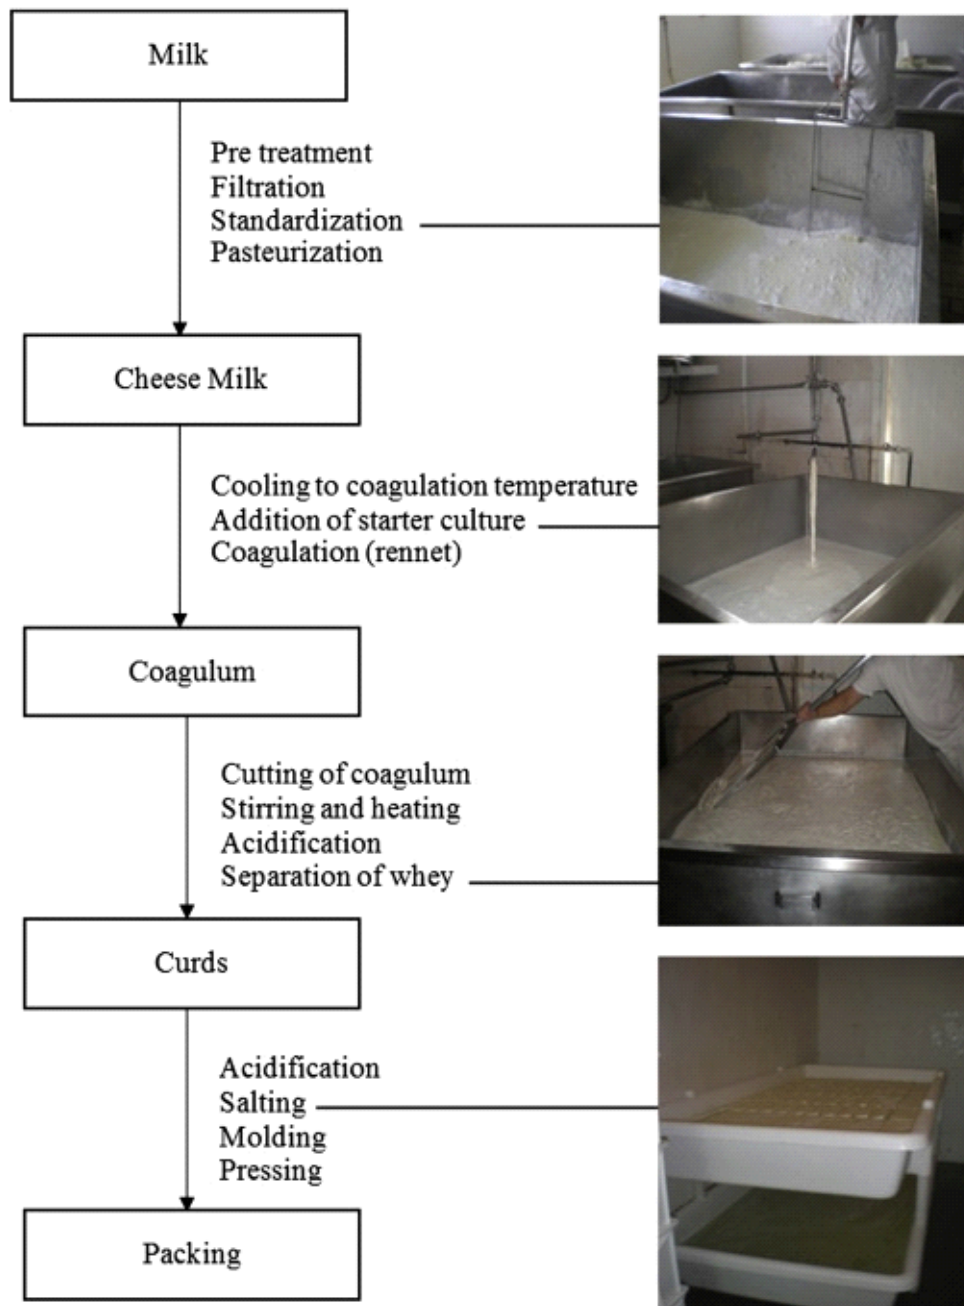 Milk
Pre treatment
Filtration
Standardization
Pasteurization
Cheese Milk
Cooling to coagulation temperature
Addition of starter culture
Coagulation (rennet)
Coagulum
Cutting of coagulum
Stirring and heating
Acidification
Separation of whey
Curds
Acidification
Salting
Molding
Pressing
Packing